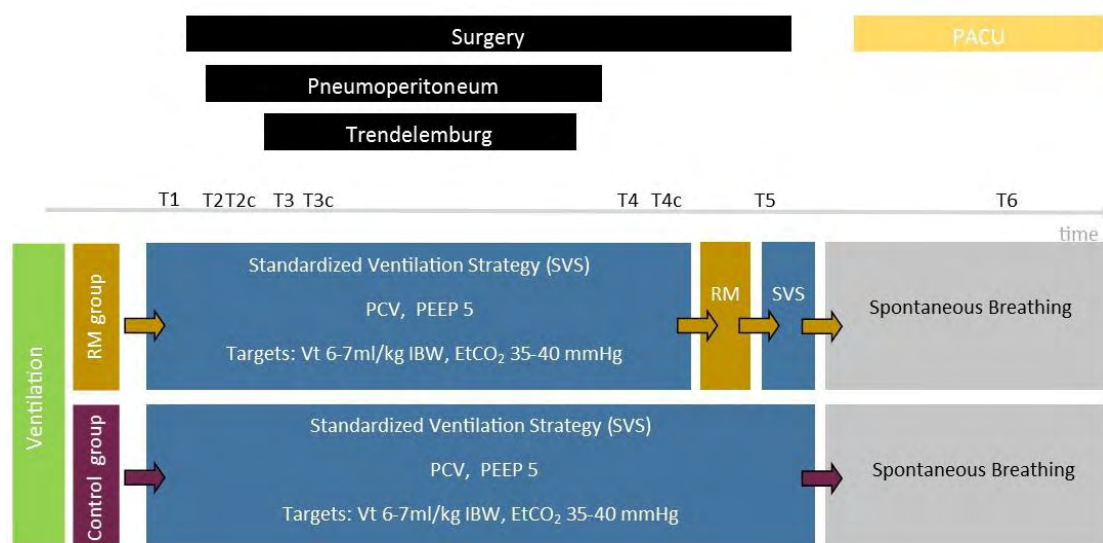 Surgery
PACU
Pneumoperitoneum
Trendelemburg
T1 T2T2c T3 T3c T4 T4c T5 T6
time
Ventilation
RM group
Standardized Ventilation Strategy (SVS)
PCV, PEEP 5
Targets: Vt 6-7ml/kg IBW, EtCO₂ 35-40 mmHg
RM
SVS
Spontaneous Breathing
Control group
Standardized Ventilation Strategy (SVS)
PCV, PEEP 5
Targets: Vt 6-7ml/kg IBW, EtCO₂ 35-40 mmHg
Spontaneous Breathing